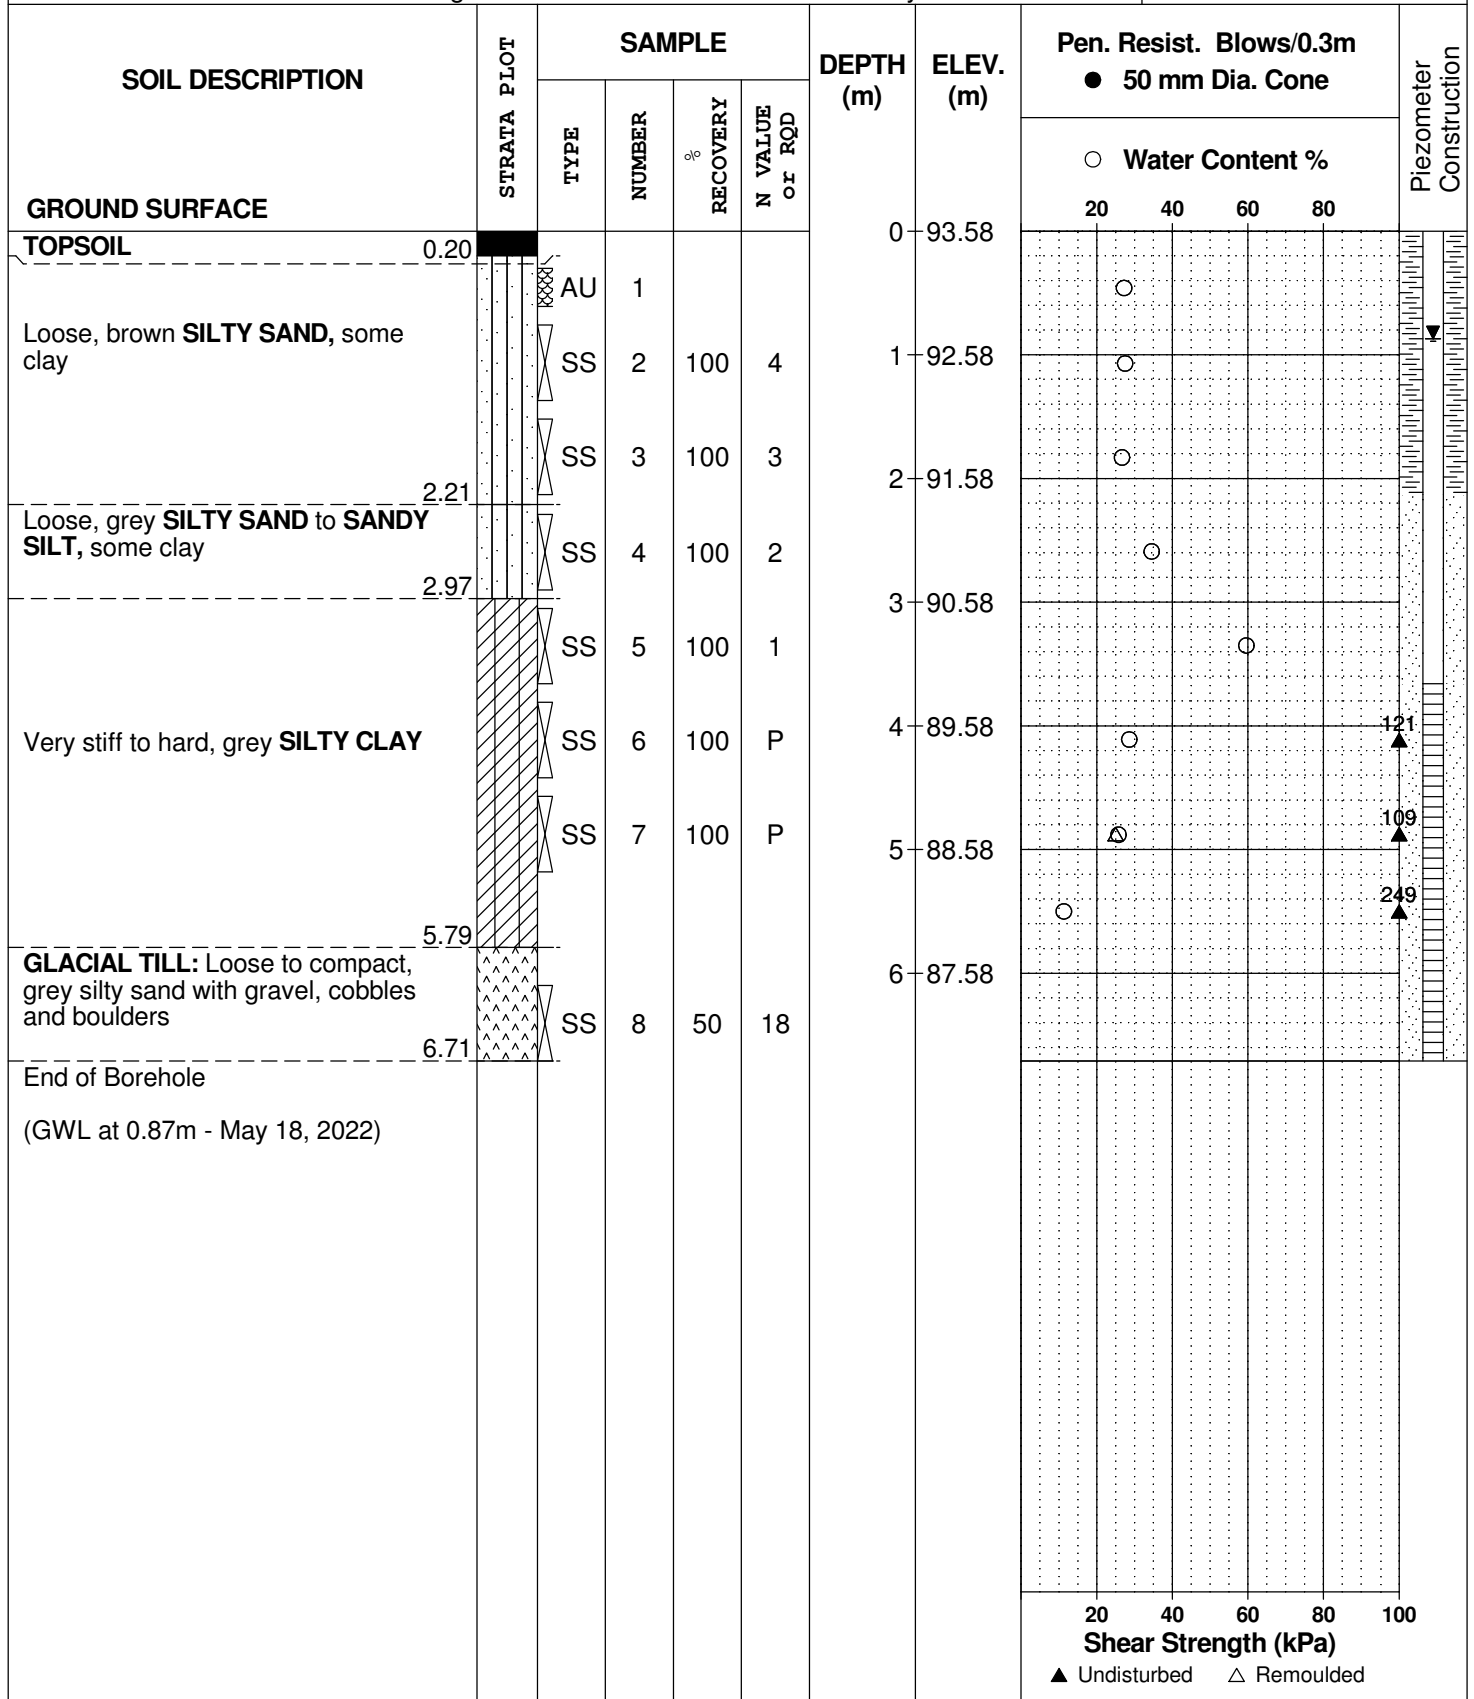 SOIL DESCRIPTION
GROUND SURFACE
STRATA PLOT
SAMPLE
TYPE
NUMBER
% RECOVERY
N VALUE or RQD
DEPTH (m)
ELEV. (m)
Pen. Resist. Blows/0.3m
● 50 mm Dia. Cone
○ Water Content %
20 40 60 80
Piezometer Construction
TOPSOIL 0.20
0 93.58
AU 1
Loose, brown SILTY SAND, some
clay
SS 2 100 4
1 92.58
SS 3 100 3
2 91.58
2.21
Loose, grey SILTY SAND to SANDY
SILT, some clay
SS 4 100 2
2.97
3 90.58
SS 5 100 1
Very stiff to hard, grey SILTY CLAY
SS 6 100 P
4 89.58
121
SS 7 100 P
109
5 88.58
249
5.79
GLACIAL TILL: Loose to compact,
grey silty sand with gravel, cobbles
and boulders
6 87.58
SS 8 50 18
6.71
End of Borehole
(GWL at 0.87m - May 18, 2022)
20 40 60 80 100
Shear Strength (kPa)
▲ Undisturbed △ Remoulded